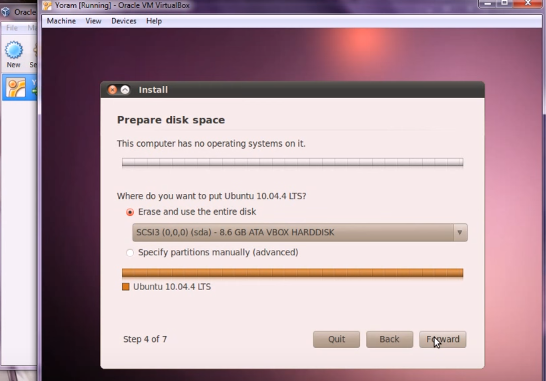 Oracle
Yoram [Running] - Oracle VM VirtualBox
File
Machine View Devices Help
New
Install
Prepare disk space
This computer has no operating systems on it.
Where do you want to put Ubuntu 10.04.4 LTS?
Erase and use the entire disk
SCSI3 (0,0,0) (sda) - 8.6 GB ATA VBOX HARDDISK
Specify partitions manually (advanced)
Ubuntu 10.04.4 LTS
Step 4 of 7
Quit Back Forward